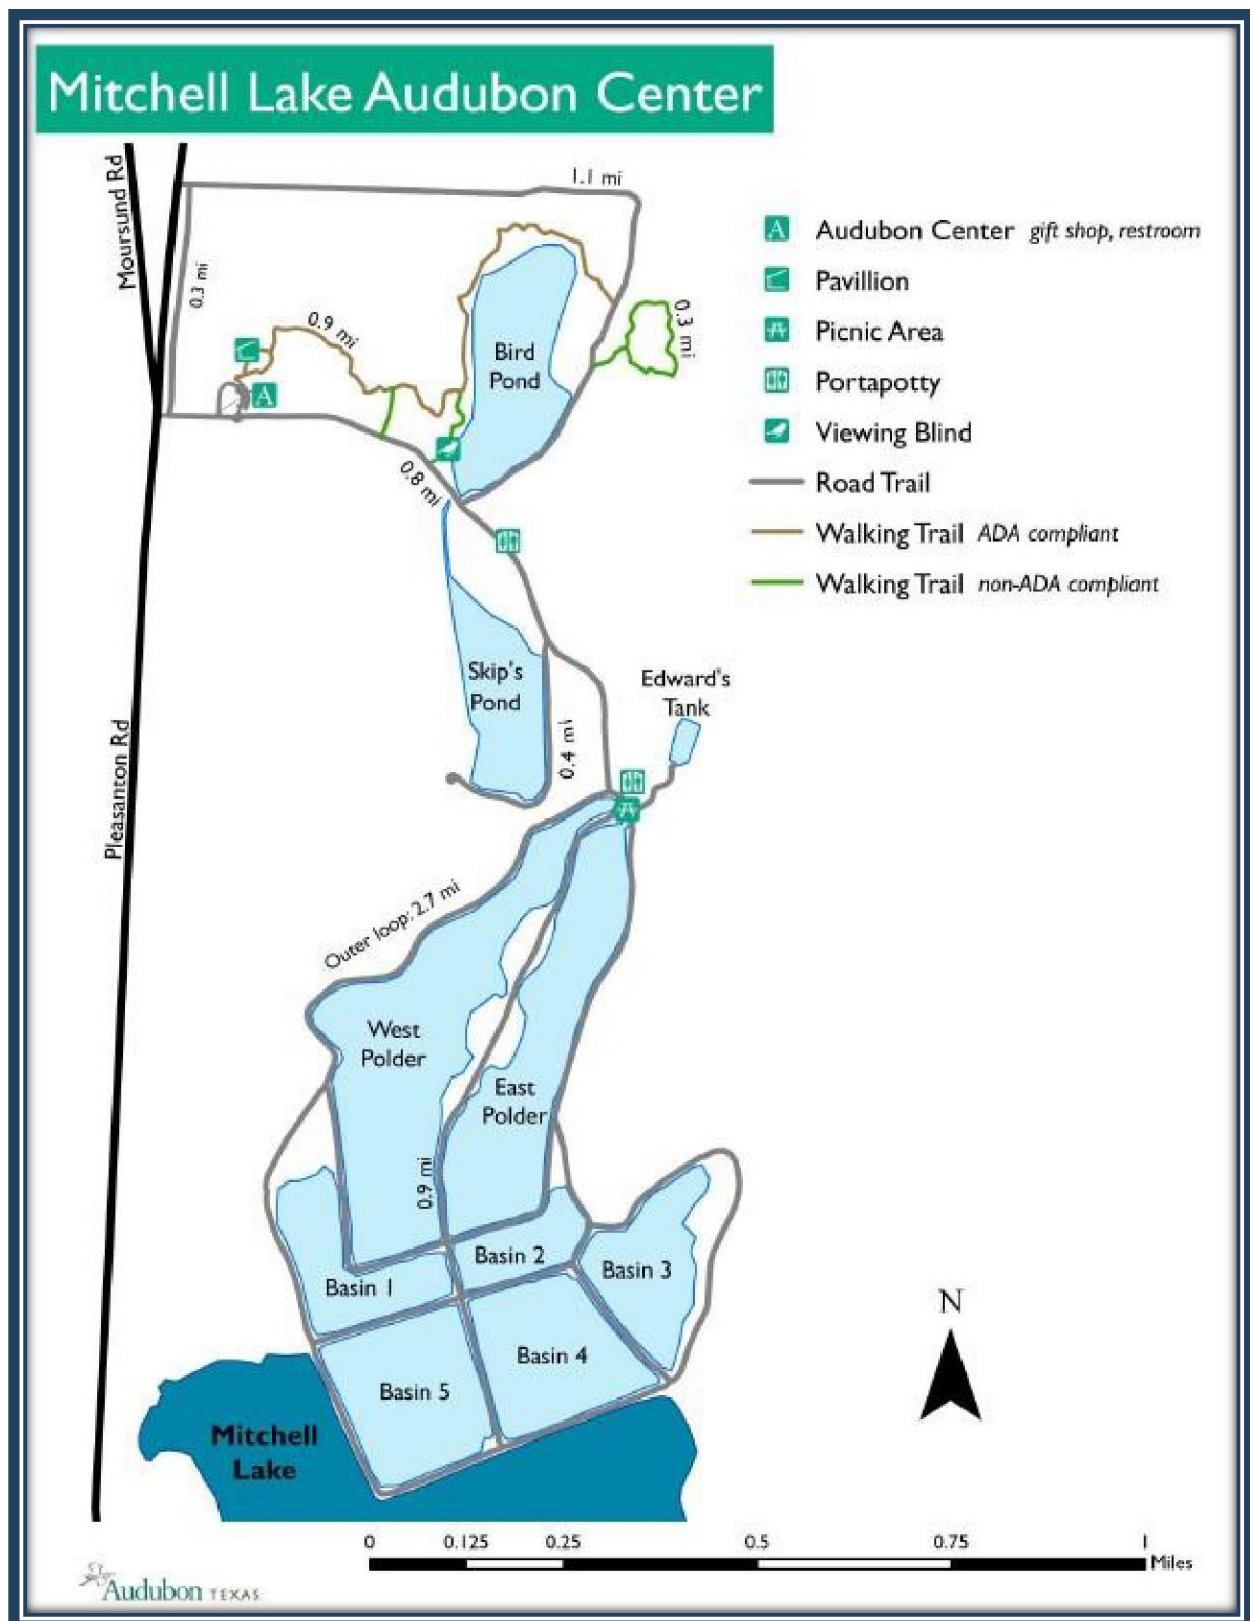 Mitchell Lake Audubon Center
Moursund Rd
1.1 mi
0.3 mi
0.9 mi
0.3 mi
Bird
Pond
0.8 mi
A Audubon Center gift shop, restroom
Pavillion
Picnic Area
Portapotty
Viewing Blind
Road Trail
Walking Trail ADA compliant
Walking Trail non-ADA compliant
A
Skip's
Pond
Edward's
Tank
0.4 mi
Pleasanton Rd
Outer loop: 2.7 mi
West
Polder
East
Polder
0.9 mi
Basin 1
Basin 2
Basin 3
Basin 4
Basin 5
Mitchell
Lake
N
0 0.125 0.25 0.5 0.75 1
Miles
Audubon TEXAS